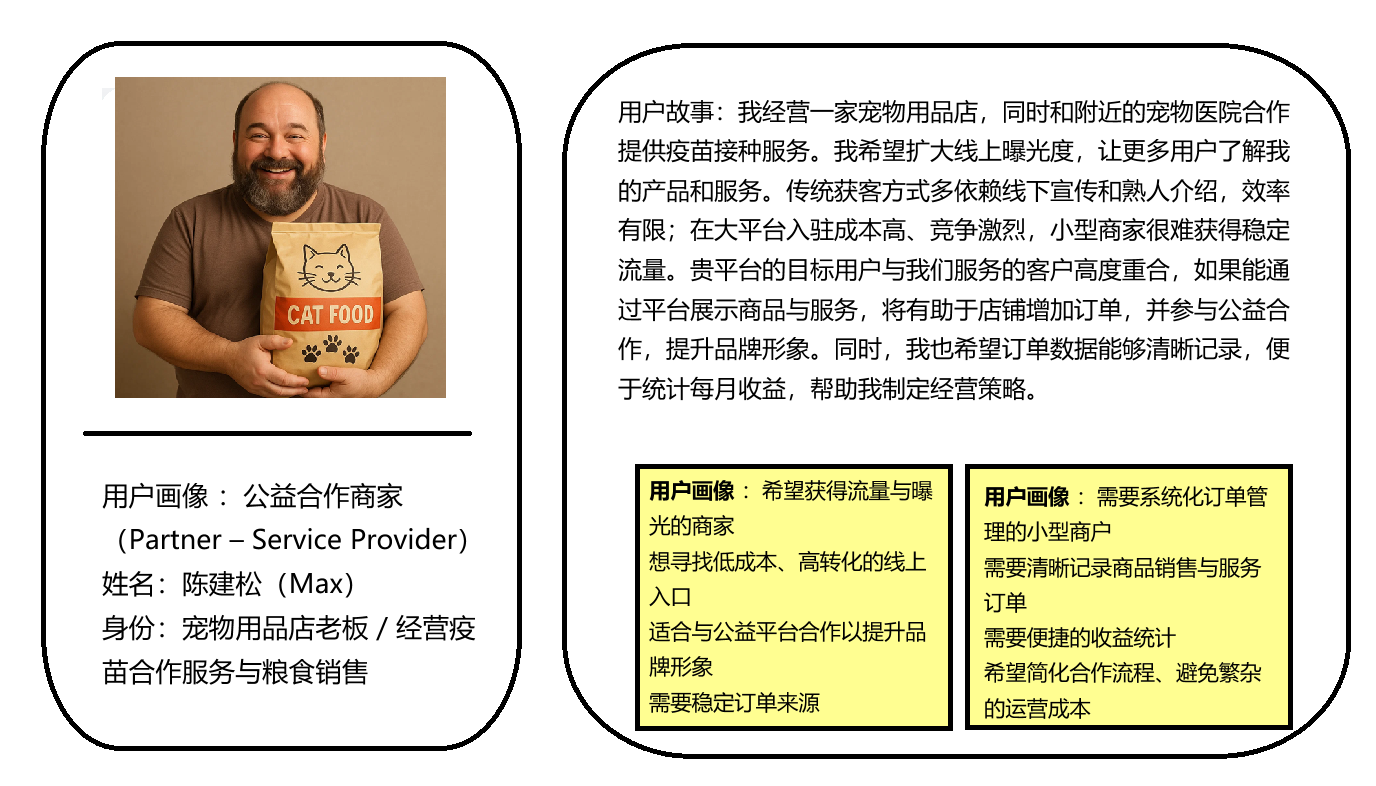 CAT FOOD
用户画像 ：公益合作商家
（Partner – Service Provider）
姓名：陈建松（Max）
身份：宠物用品店老板 / 经营疫
苗合作服务与粮食销售
用户故事：我经营一家宠物用品店，同时和附近的宠物医院合作
提供疫苗接种服务。我希望扩大线上曝光度，让更多用户了解我
的产品和服务。传统获客方式多依赖线下宣传和熟人介绍，效率
有限；在大平台入驻成本高、竞争激烈，小型商家很难获得稳定
流量。贵平台的目标用户与我们服务的客户高度重合，如果能通
过平台展示商品与服务，将有助于店铺增加订单，并参与公益合
作，提升品牌形象。同时，我也希望订单数据能够清晰记录，便
于统计每月收益，帮助我制定经营策略。
用户画像 ：希望获得流量与曝
光的商家
想寻找低成本、高转化的线上
入口
适合与公益平台合作以提升品
牌形象
需要稳定订单来源
用户画像 ：需要系统化订单管
理的小型商户
需要清晰记录商品销售与服务
订单
需要便捷的收益统计
希望简化合作流程、避免繁杂
的运营成本